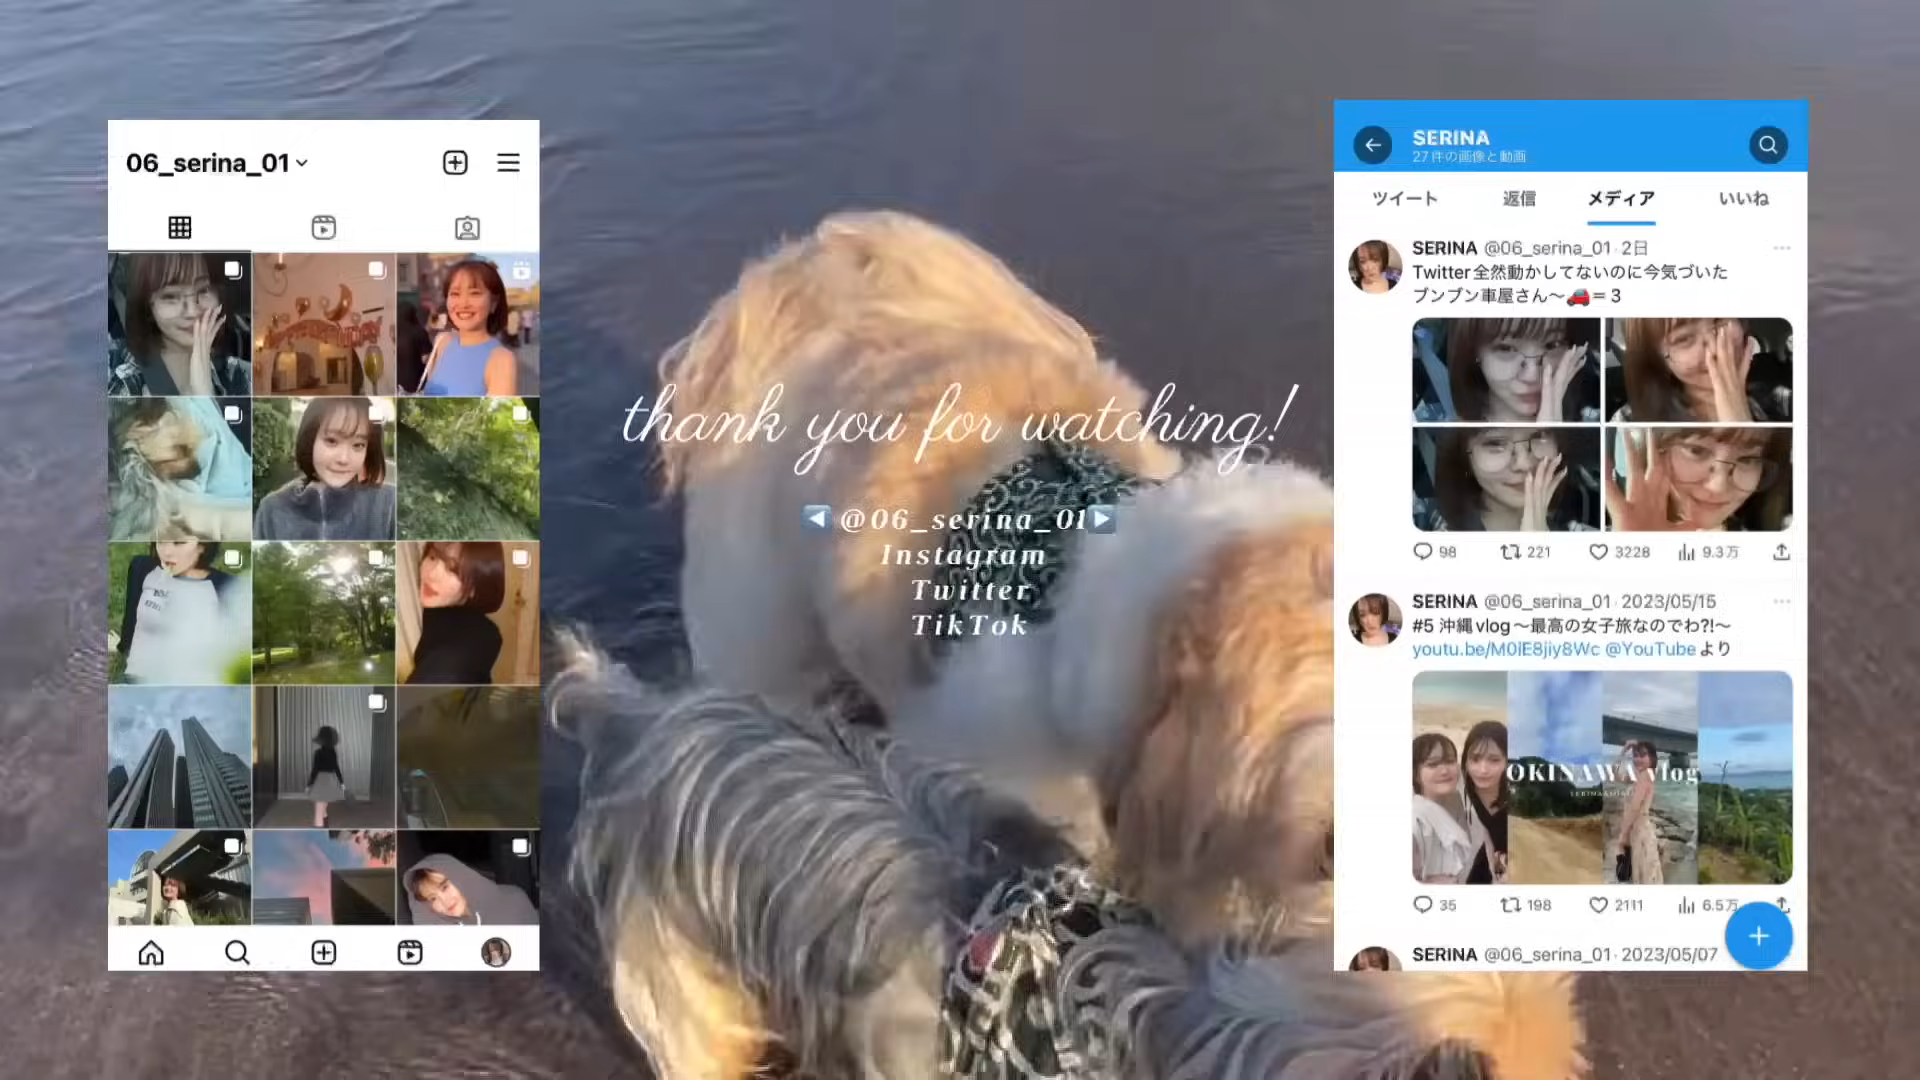 06_serina_01
thank you for watching!
◀ @06_serina_01▶
Instagram
Twitter
TikTok
SERINA
27件の画像と動画
ツイート 返信 メディア いいね
SERINA @06_serina_01·2日
Twitter全然動かしてないのに今気づいた
ブンブン車屋さん〜🚗＝3
98 221 3228 9.3万
SERINA @06_serina_01·2023/05/15
#5 沖縄vlog〜最高の女子旅なのでわ?!〜
youtu.be/M0iE8jiy8Wc @YouTubeより
OKINAWA vlog
35 198 2111 6.5万
SERINA @06_serina_01·2023/05/07